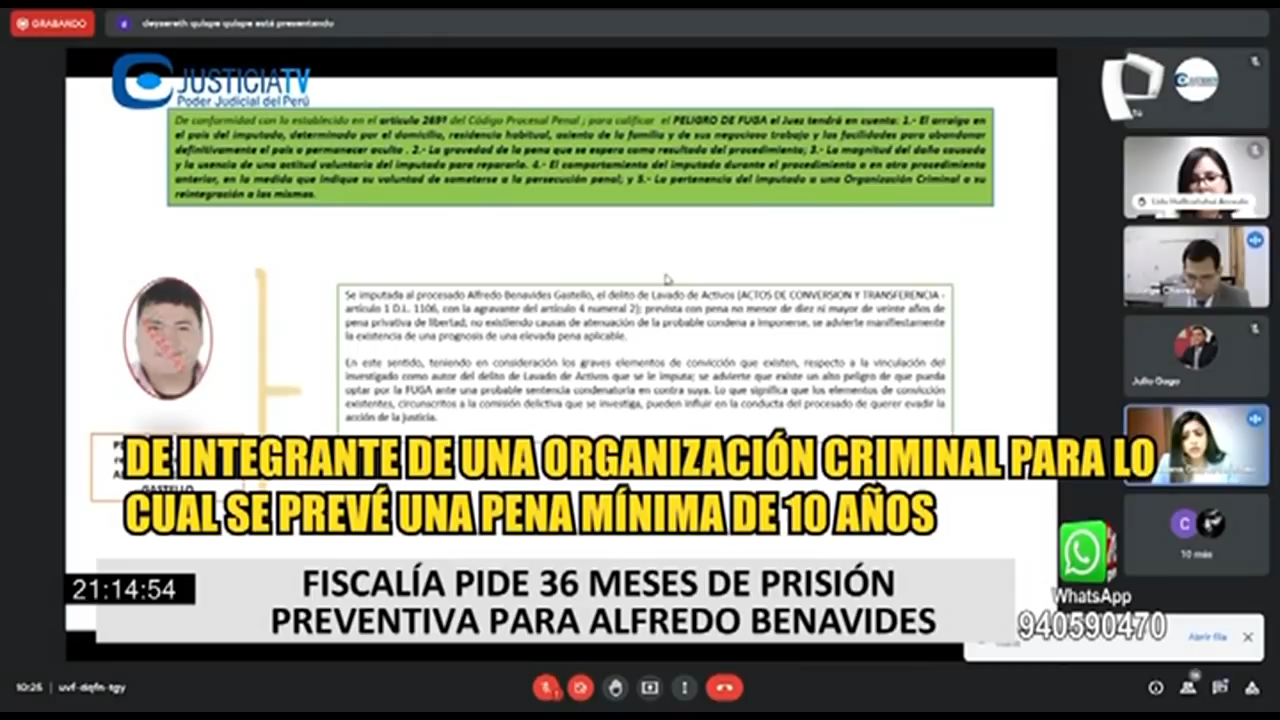 GRABANDO
d
deysereth quispe quispe está presentando
JUSTICIATV
Poder Judicial del Perú
De conformidad con lo establecido en el artículo 269º del Código Procesal Penal ; para calificar el PELIGRO DE FUGA el Juez tendrá en cuenta: 1.- El arraigo en
el país del imputado, determinado por el domicilio, residencia habitual, asiento de la familia y de sus negocioso trabajo y las facilidades para abandonar
definitivamente el país o permanecer oculto . 2.- La gravedad de la pena que se espera como resultado del procedimiento; 3.- La magnitud del daño causado
y la usencia de una actitud voluntaria del imputado para repararlo. 4.- El comportamiento del imputado durante el procedimiento o en otro procedimiento
anterior, en la medida que indique su voluntad de someterse a la persecución penal; y 5.- La pertenencia del imputado a una Organización Criminal o su
reintegración a las mismas.
Tú
Se imputada al procesado Alfredo Benavides Gastello, el delito de Lavado de Activos (ACTOS DE CONVERSION Y TRANSFERENCIA -
artículo 1 D.L. 1106, con la agravante del artículo 4 numeral 2); prevista con pena no menor de diez ni mayor de veinte años de
pena privativa de libertad; no existiendo causas de atenuación de la probable condena a imponerse, se advierte manifiestamente
la existencia de una prognosis de una elevada pena aplicable.
En este sentido, teniendo en consideración los graves elementos de convicción que existen, respecto a la vinculación del
investigado como autor del delito de Lavado de Activos que se le imputa; se advierte que existe un alto peligro de que pueda
optar por la FUGA ante una probable sentencia condenatoria en contra suya. Lo que significa que los elementos de convicción
existentes, circunscritos a la comisión delictiva que se investiga, pueden influir en la conducta del procesado de querer evadir la
acción de la justicia.
Julio Gago
GASTELLO
DE INTEGRANTE DE UNA ORGANIZACIÓN CRIMINAL PARA LO
CUAL SE PREVÉ UNA PENA MÍNIMA DE 10 AÑOS
C
10 más
21:14:54
FISCALÍA PIDE 36 MESES DE PRISIÓN
PREVENTIVA PARA ALFREDO BENAVIDES
WhatsApp
940590470
Abrir fila
10:25 | uvf-dqfn-tgy